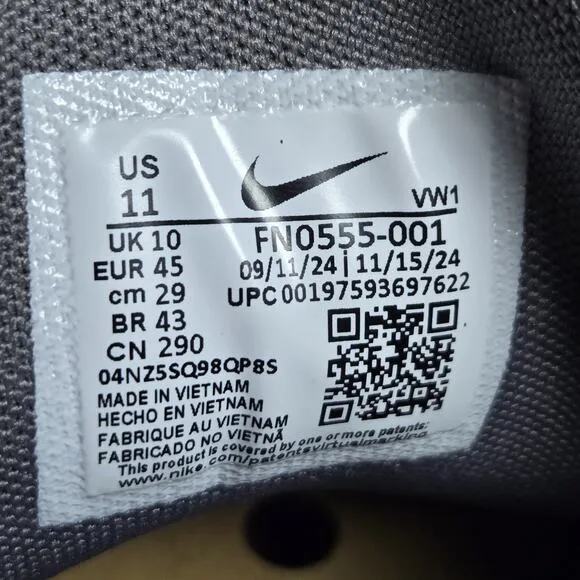 US
11
VW1
UK 10
FN0555-001
EUR 45
09/11/24 | 11/15/24
cm 29
UPC 00197593697622
BR 43
CN 290
04NZ5SQ98QP8S
MADE IN VIETNAM
HECHO EN VIETNAM
FABRIQUE AU VIETNAM
FABRICADO NO VIETNÃ
This product is covered by one or more patents:
www.nike.com/patentsvirtualmarking